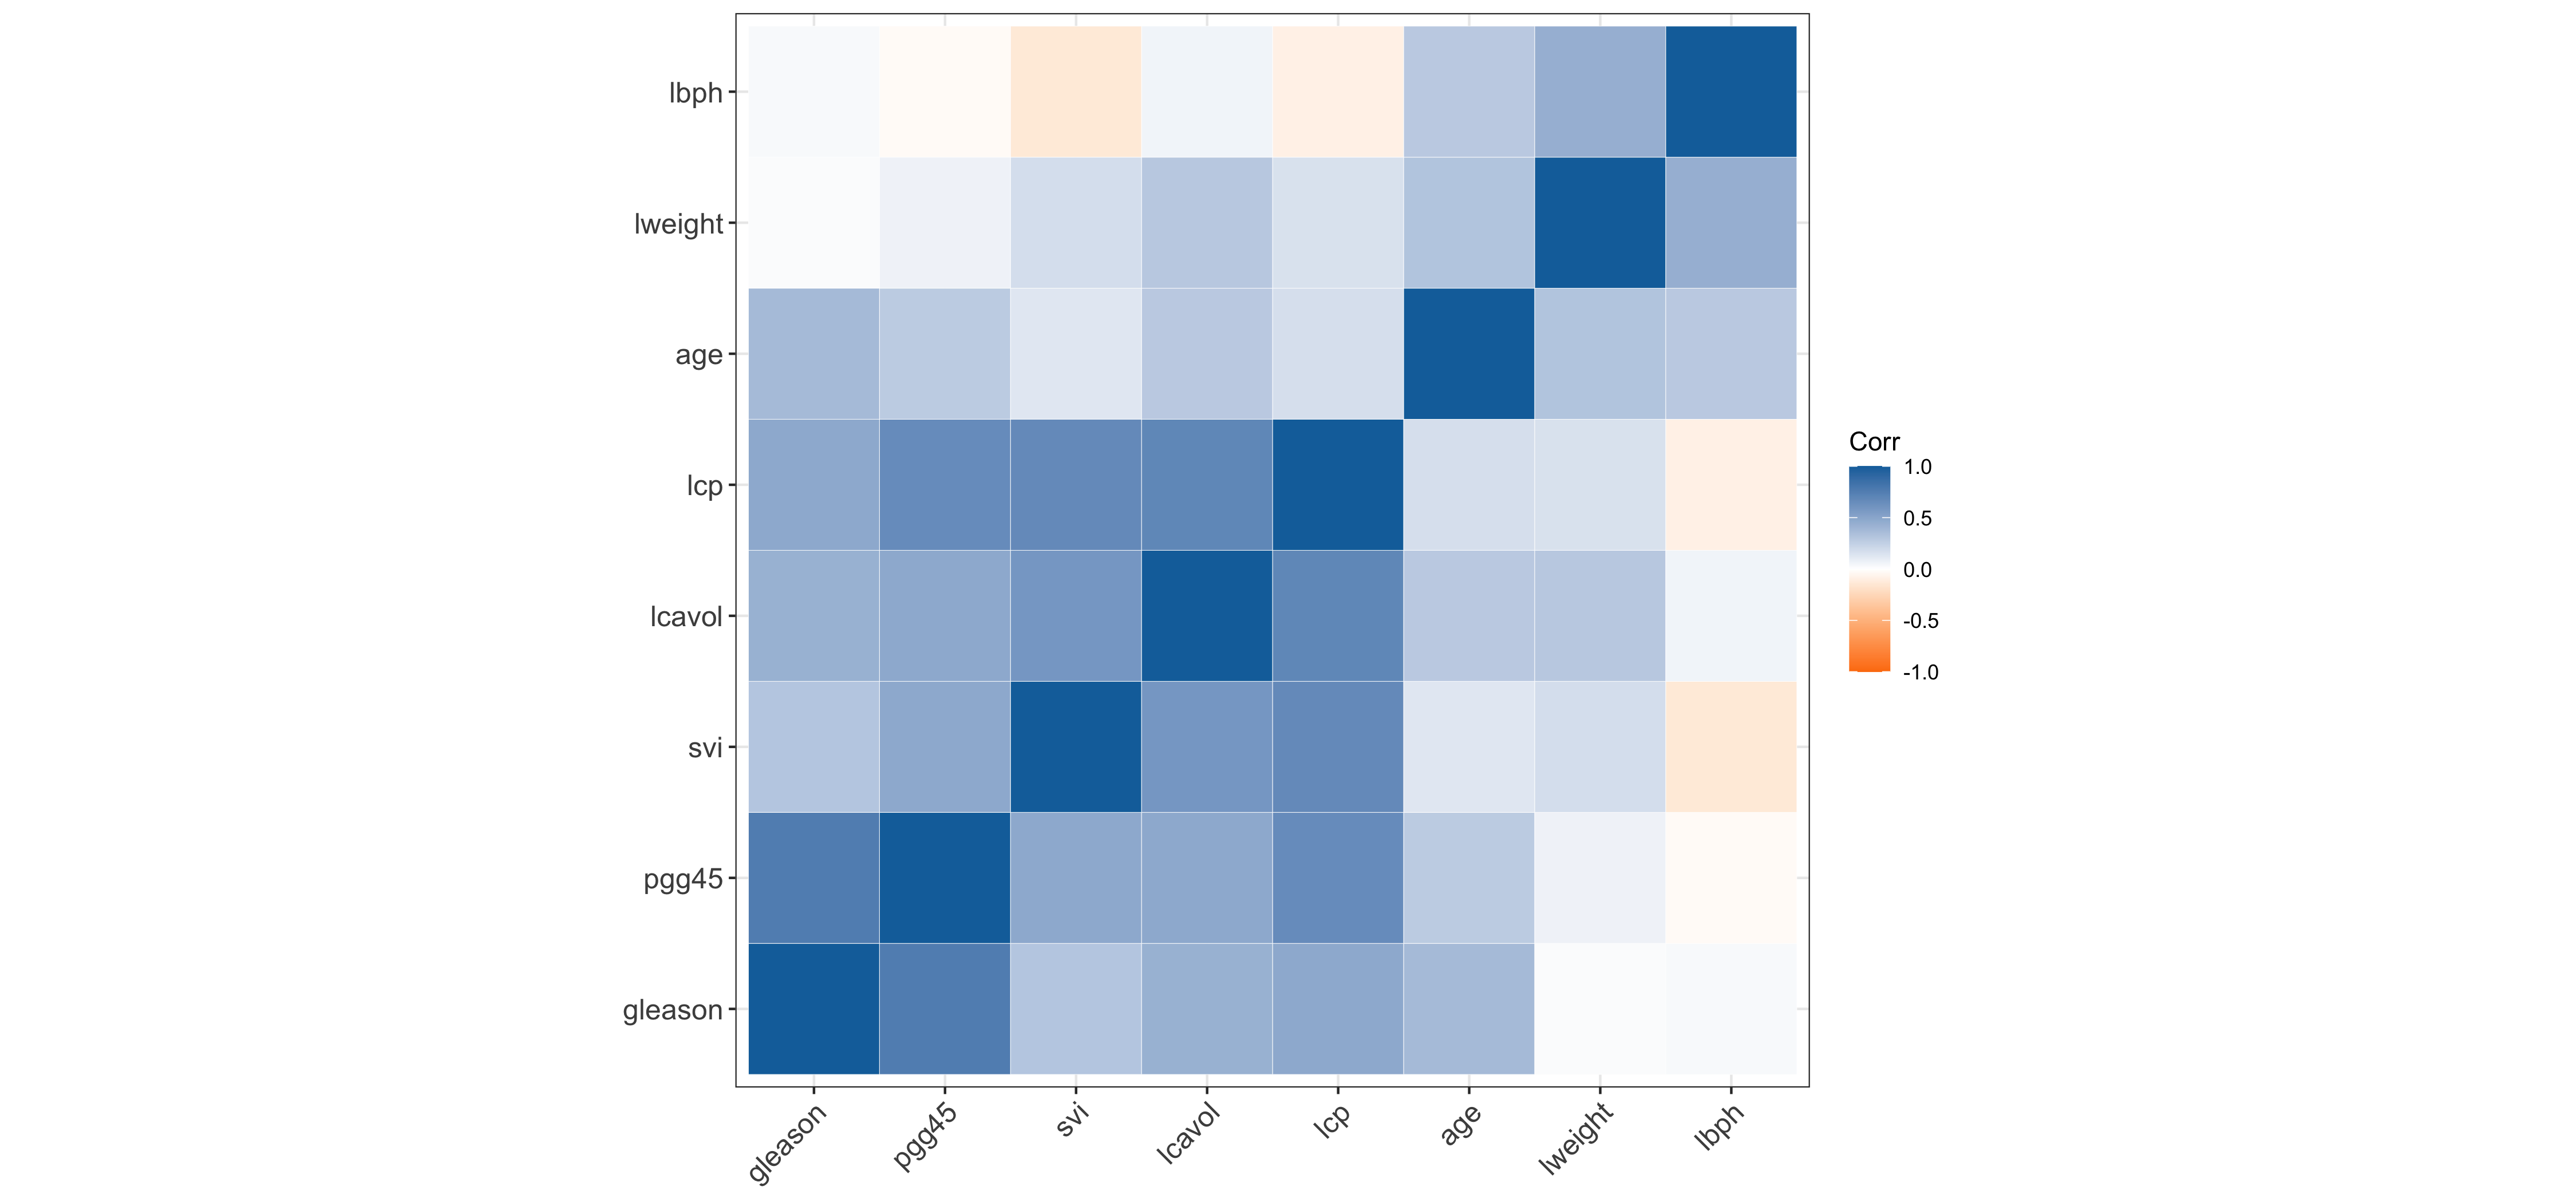 lbph
lweight
age
lcp
lcavol
svi
pgg45
gleason
gleason
pgg45
svi
lcavol
lcp
age
lweight
lbph
Corr
1.0
0.5
0.0
-0.5
-1.0